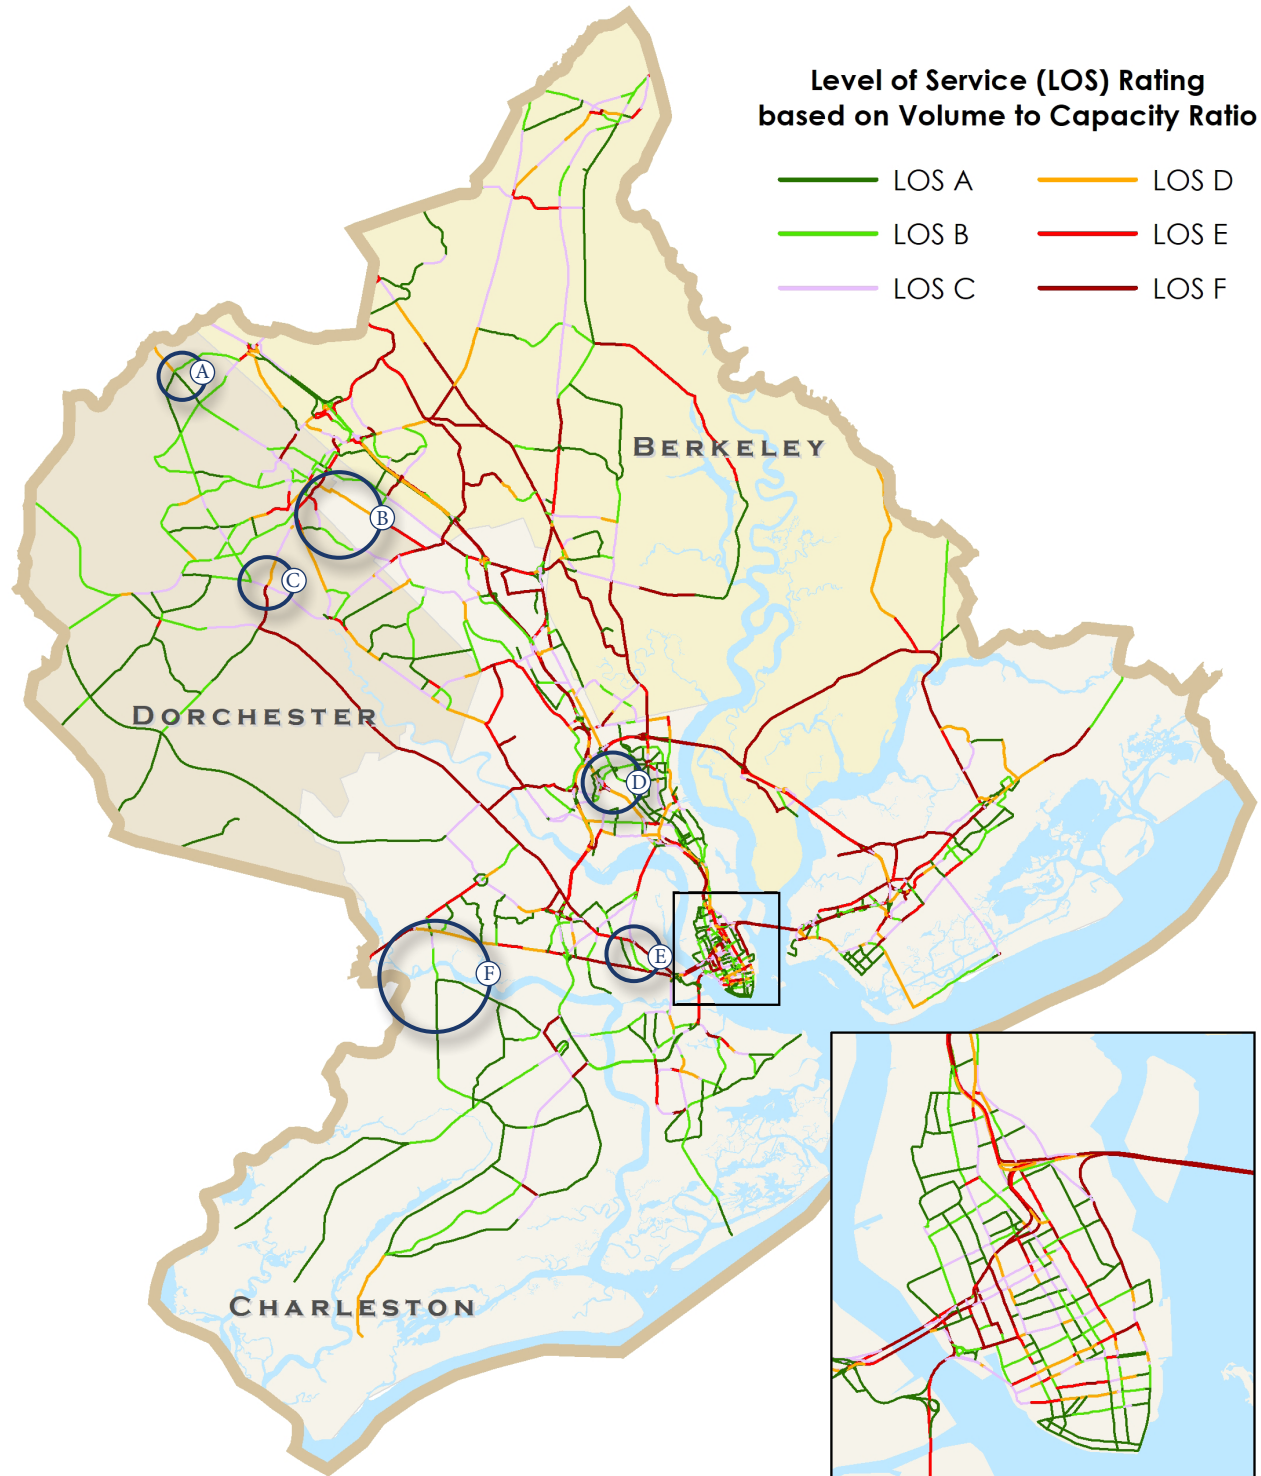 Level of Service (LOS) Rating
based on Volume to Capacity Ratio
LOS A
LOS D
LOS B
LOS E
LOS C
LOS F
A
BERKELEY
B
C
DORCHESTER
D
E
F
CHARLESTON